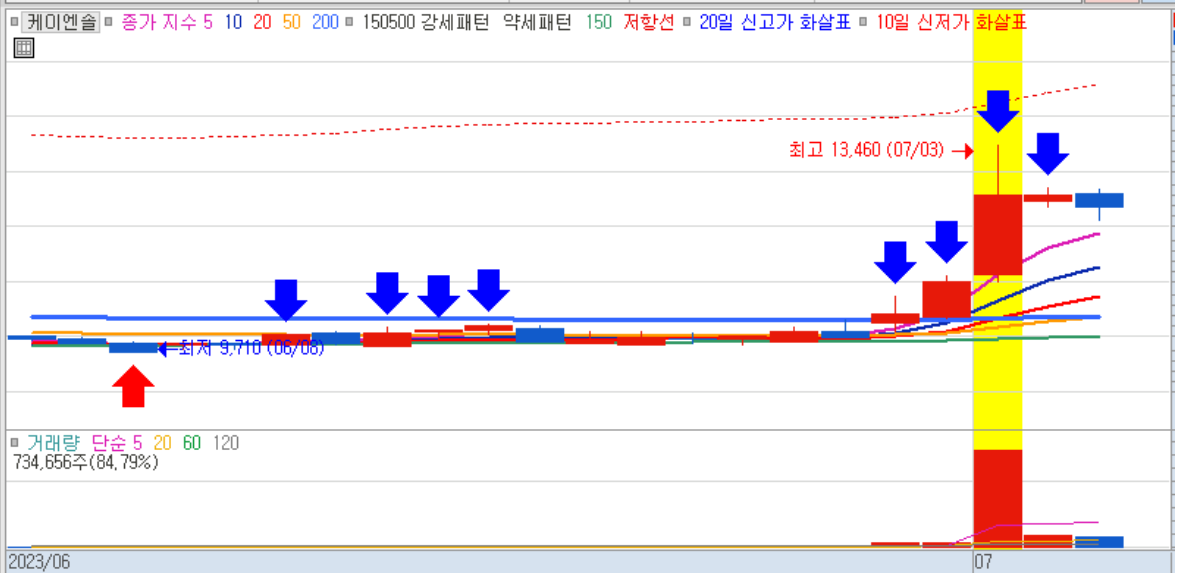 케이엔솔 종가 지수 5 10 20 50 200 150500 강세패턴 약세패턴 150 저항선 20일 신고가 화살표 10일 신저가 화살표
최고 13,460 (07/03)
최저 9,710 (06/08)
거래량 단순 5 20 60 120
734,656주(84,79%)
2023/06 07